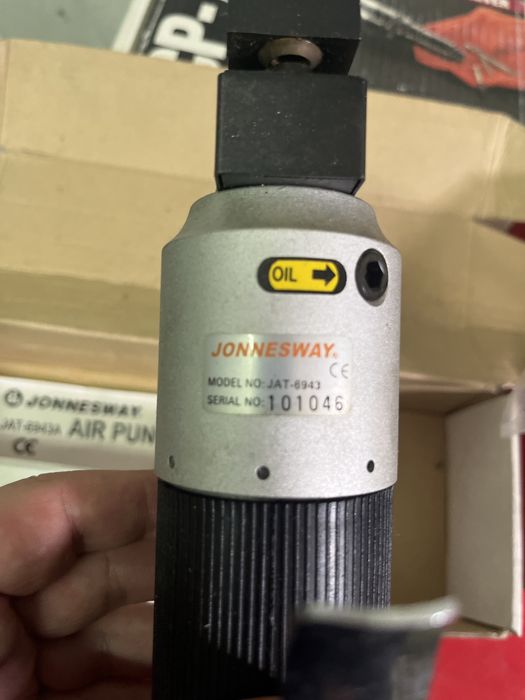 OIL
JONNESWAY
CE
MODEL NO: JAT-6943
SERIAL NO: 101046
JONNESWAY
JAT-6943A AIR PUN
CE